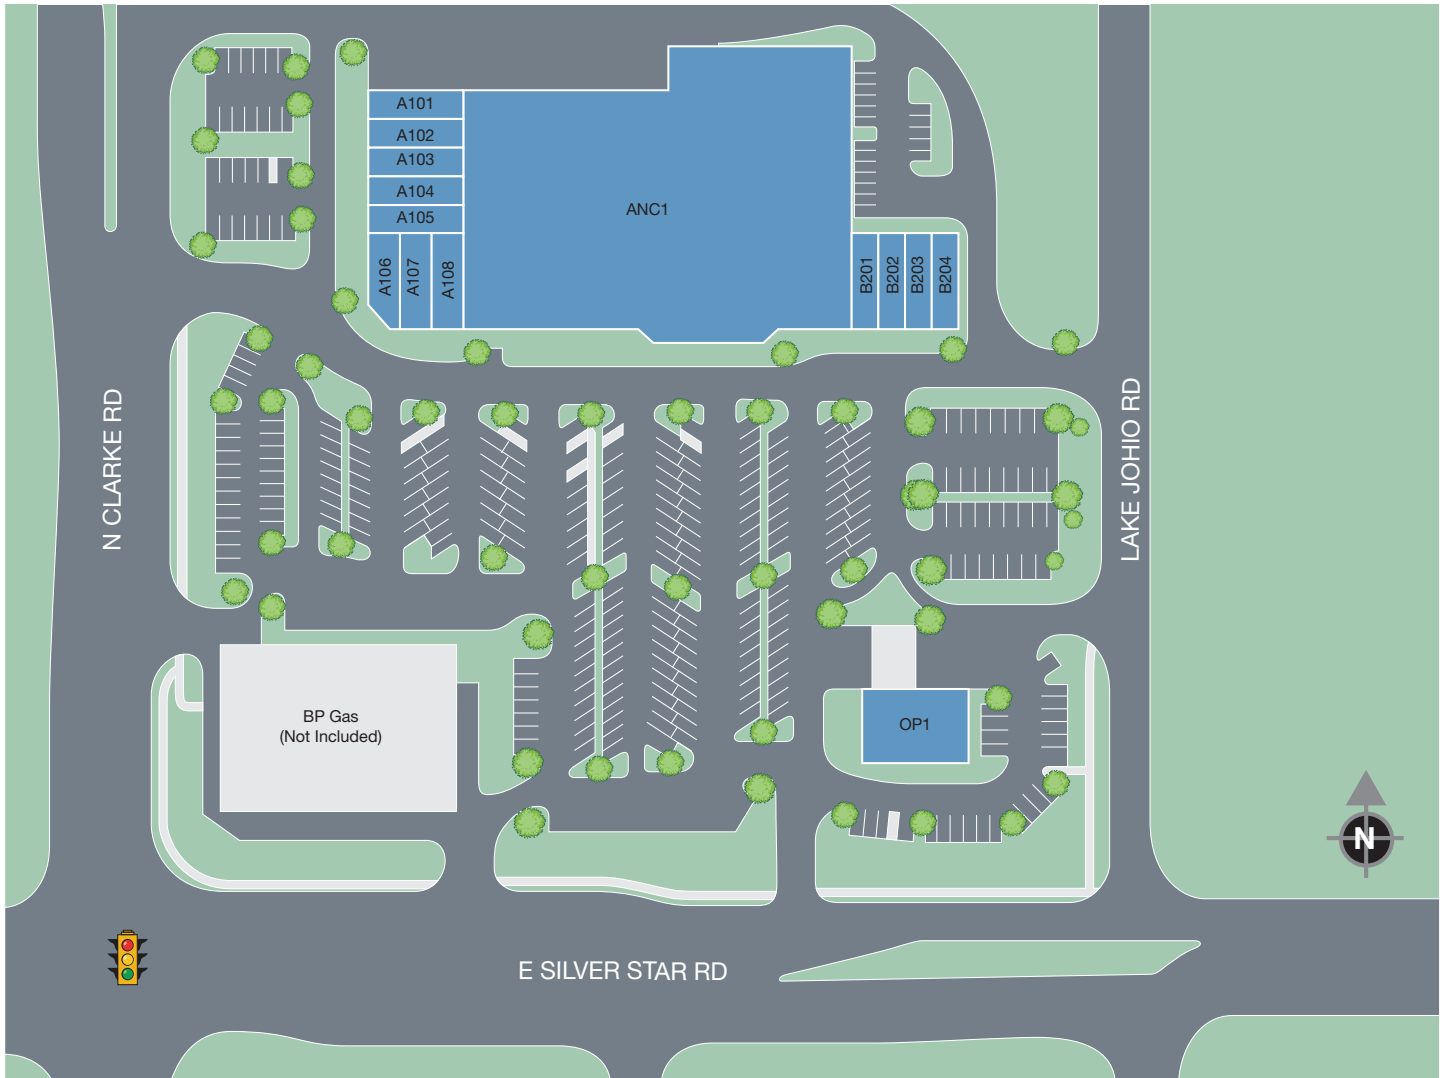 A101
A102
A103
A104
A105
A106
A107
A108
ANC1
B201
B202
B203
B204
N CLARKE RD
LAKE JOHIO RD
BP Gas
(Not Included)
OP1
N
E SILVER STAR RD